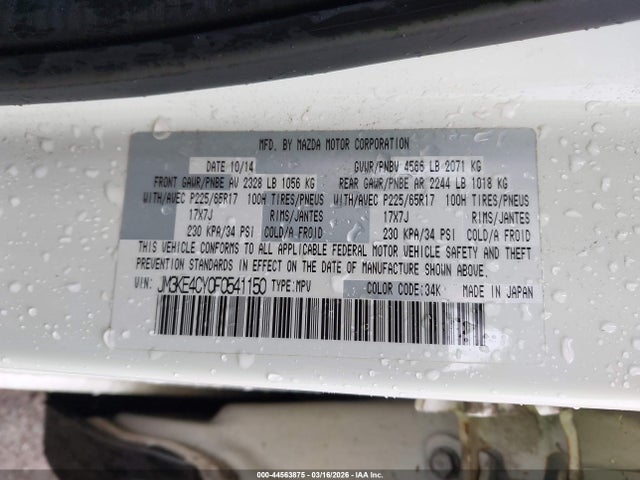 MFD. BY MAZDA MOTOR CORPORATION
DATE 10/14 GVWR/PNBV 4566 LB 2071 KG
FRONT GAWR/PNBE AV 2328 LB 1056 KG REAR GAWR/PNBE AR 2244 LB 1018 KG
WITH/AVEC P225/65R17 100H TIRES/PNEUS WITH/AVEC P225/65R17 100H TIRES/PNEUS
17X7J RIMS/JANTES 17X7J RIMS/JANTES
230 KPA/34 PSI COLD/A FROID 230 KPA/34 PSI COLD/A FROID
THIS VEHICLE CONFORMS TO ALL APPLICABLE FEDERAL MOTOR VEHICLE SAFETY AND THEFT
PREVENTION STANDARDS IN EFFECT ON THE DATE OF MANUFACTURE SHOWN ABOVE.
VIN: JM3KE4CY0F0541150 TYPE:MPV COLOR CODE:34K MADE IN JAPAN
000-44563875 | 03/16/2026 | IAAI.CA